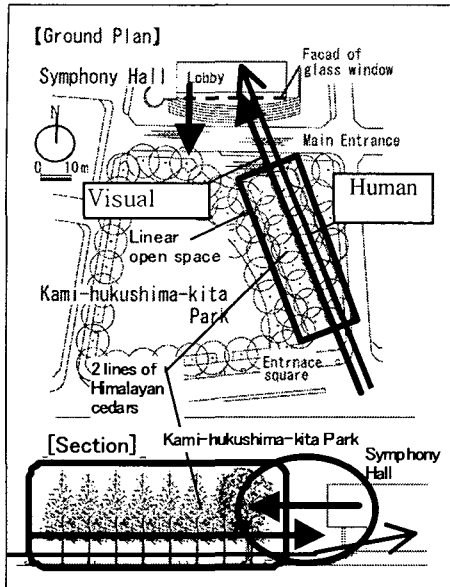 [Ground Plan]
Symphony Hall
Lobby
Facad of
glass window
N
0 10m
Main Entrance
Visual
Human
Linear
open space
Kami-hukushima-kita
Park
2 lines of
Himalayan
cedars
Entrnace
square
[Section]
Kami-hukushima-kita Park
Symphony
Hall